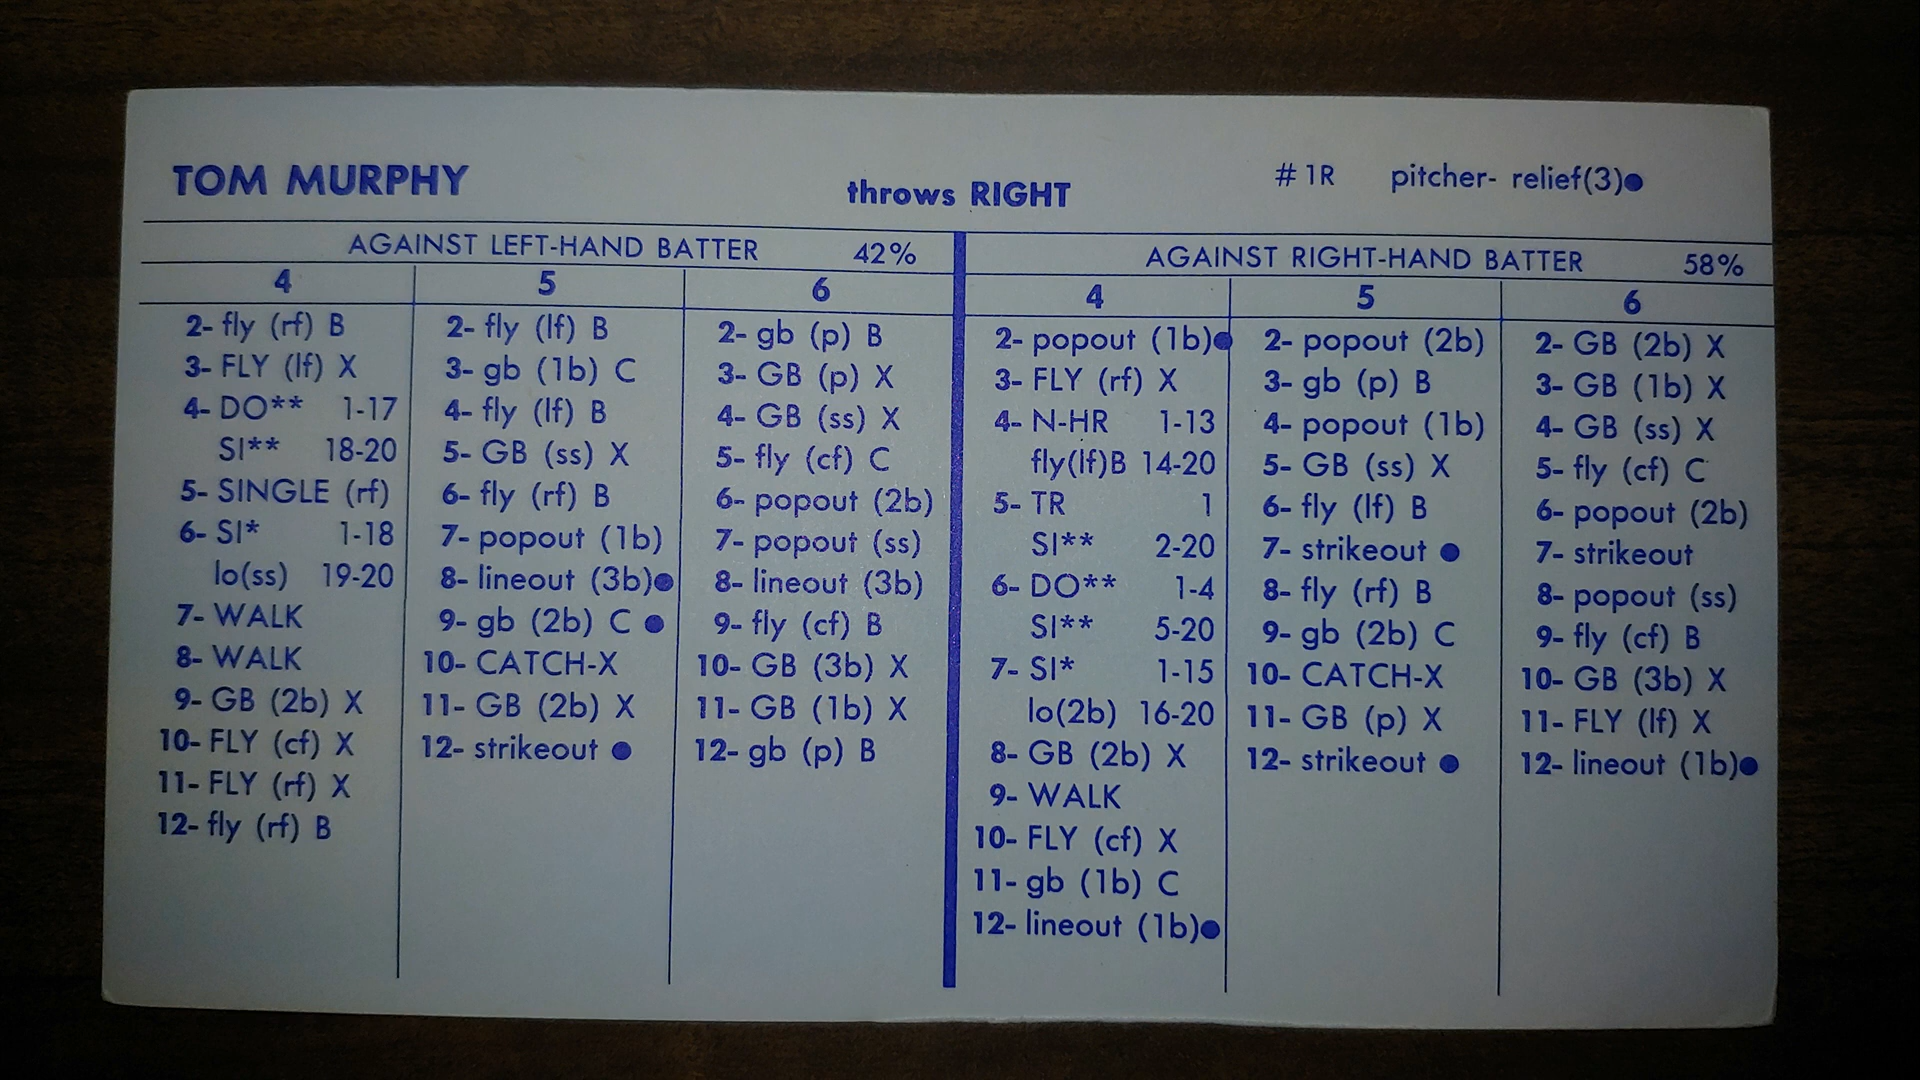 TOM MURPHY throws RIGHT # 1R pitcher- relief(3)●
AGAINST LEFT-HAND BATTER 42%
4
2- fly (rf) B
3- FLY (lf) X
4- DO** 1-17
SI** 18-20
5- SINGLE (rf)
6- SI* 1-18
lo(ss) 19-20
7- WALK
8- WALK
9- GB (2b) X
10- FLY (cf) X
11- FLY (rf) X
12- fly (rf) B
5
2- fly (lf) B
3- gb (1b) C
4- fly (lf) B
5- GB (ss) X
6- fly (rf) B
7- popout (1b)
8- lineout (3b)●
9- gb (2b) C ●
10- CATCH-X
11- GB (2b) X
12- strikeout ●
6
2- gb (p) B
3- GB (p) X
4- GB (ss) X
5- fly (cf) C
6- popout (2b)
7- popout (ss)
8- lineout (3b)
9- fly (cf) B
10- GB (3b) X
11- GB (1b) X
12- gb (p) B
AGAINST RIGHT-HAND BATTER 58%
4
2- popout (1b)●
3- FLY (rf) X
4- N-HR 1-13
fly(lf)B 14-20
5- TR 1
SI** 2-20
6- DO** 1-4
SI** 5-20
7- SI* 1-15
lo(2b) 16-20
8- GB (2b) X
9- WALK
10- FLY (cf) X
11- gb (1b) C
12- lineout (1b)●
5
2- popout (2b)
3- gb (p) B
4- popout (1b)
5- GB (ss) X
6- fly (lf) B
7- strikeout ●
8- fly (rf) B
9- gb (2b) C
10- CATCH-X
11- GB (p) X
12- strikeout ●
6
2- GB (2b) X
3- GB (1b) X
4- GB (ss) X
5- fly (cf) C
6- popout (2b)
7- strikeout
8- popout (ss)
9- fly (cf) B
10- GB (3b) X
11- FLY (lf) X
12- lineout (1b)●